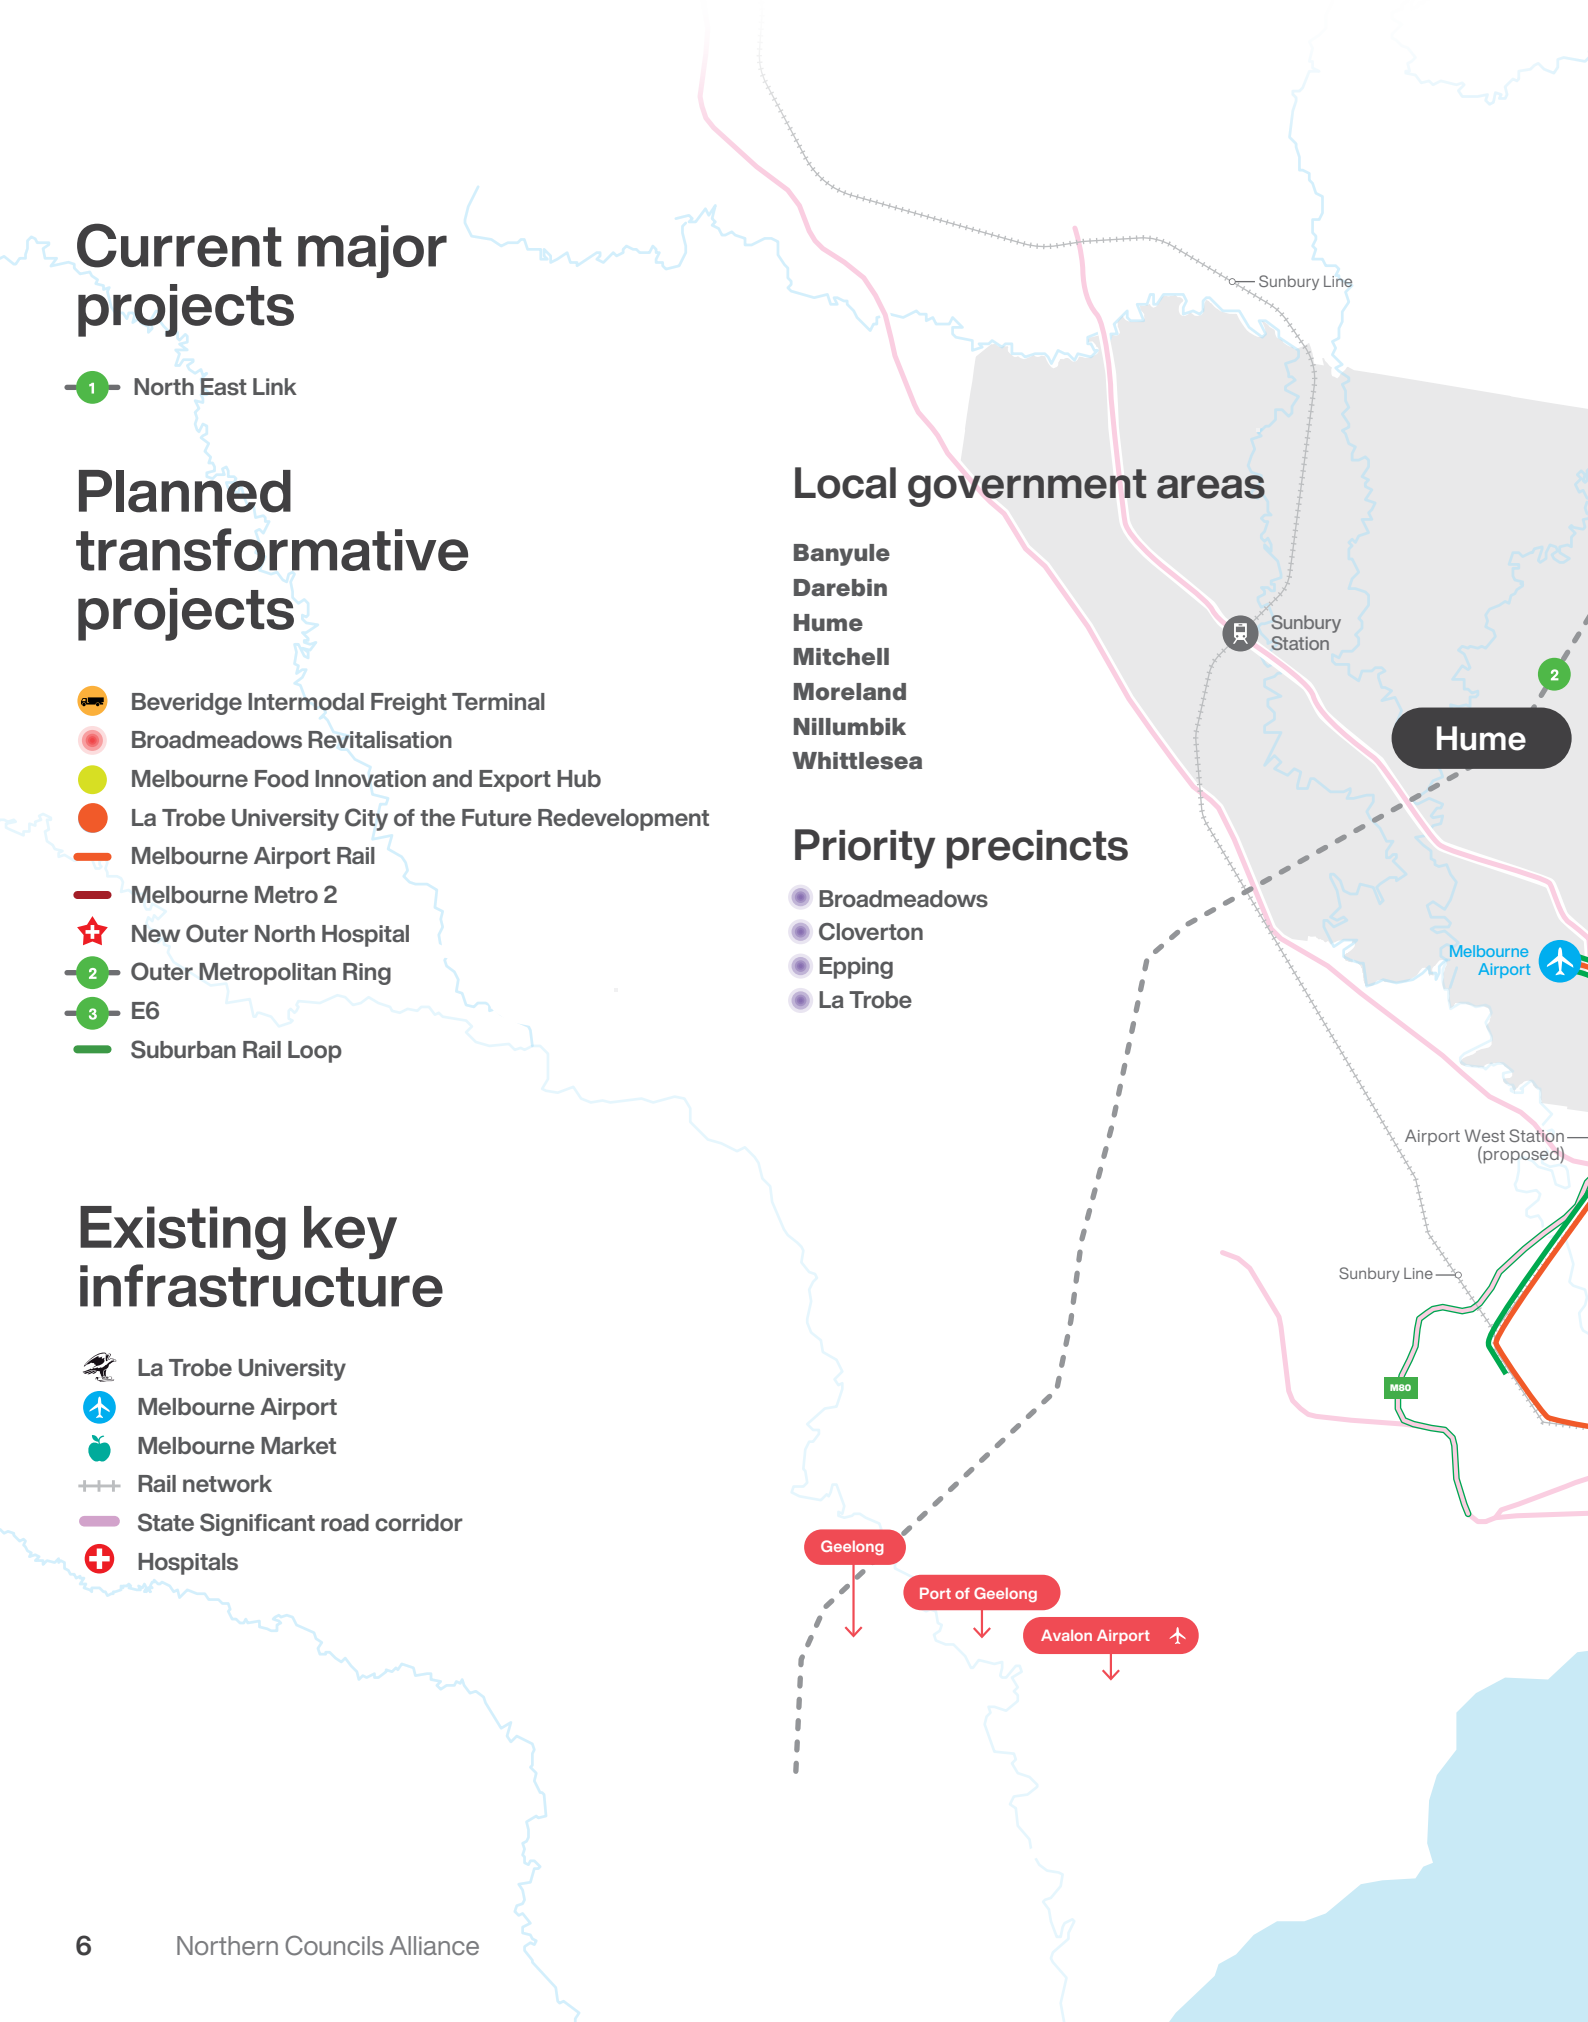 Current major
projects
1
North East Link
Planned
transformative
projects
Beveridge Intermodal Freight Terminal
Broadmeadows Revitalisation
Melbourne Food Innovation and Export Hub
La Trobe University City of the Future Redevelopment
Melbourne Airport Rail
Melbourne Metro 2
New Outer North Hospital
2
Outer Metropolitan Ring
3
E6
Suburban Rail Loop
Existing key
infrastructure
La Trobe University
Melbourne Airport
Melbourne Market
Rail network
State Significant road corridor
Hospitals
Local government areas
Banyule
Darebin
Hume
Mitchell
Moreland
Nillumbik
Whittlesea
Priority precincts
Broadmeadows
Cloverton
Epping
La Trobe
Sunbury Line
Sunbury
Station
2
Hume
Melbourne
Airport
Airport West Station
(proposed)
Sunbury Line
M80
Geelong
Port of Geelong
Avalon Airport
6
Northern Councils Alliance